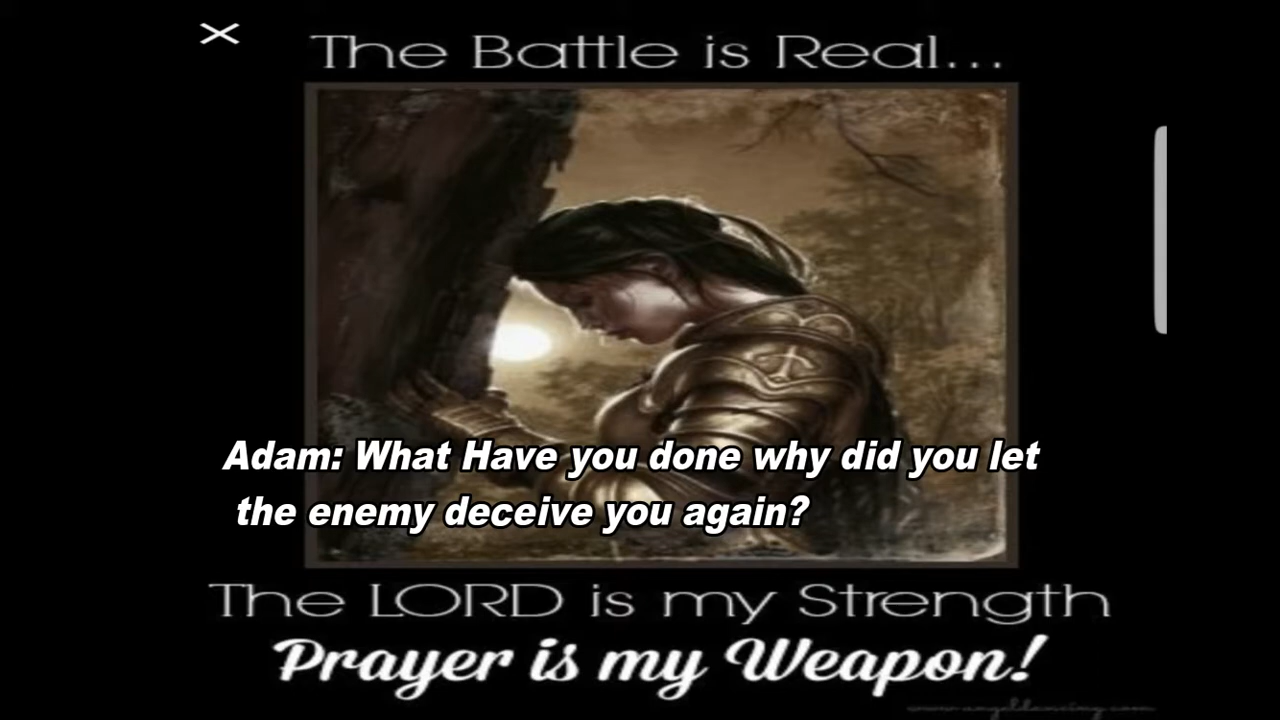 The Battle is Real...
Adam: What Have you done why did you let
the enemy deceive you again?
The LORD is my Strength
Prayer is my Weapon!